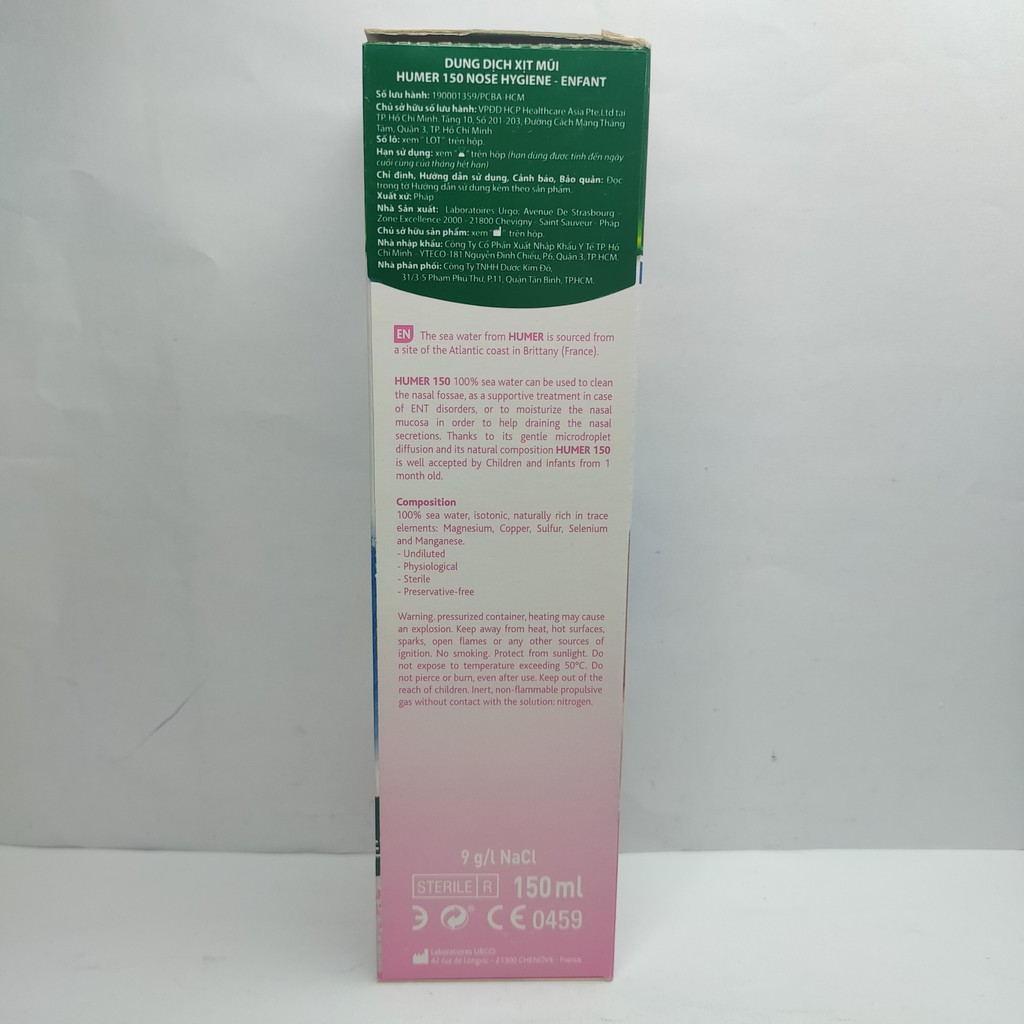 DUNG DỊCH XỊT MŨI
HUMER 150 NOSE HYGIENE - ENFANT
Số lưu hành: 190001359/PCBA-HCM
Chủ sở hữu số lưu hành: VPĐD HCP Healthcare Asia Pte.Ltd tại
TP. Hồ Chí Minh. Tầng 10, Số 201-203, Đường Cách Mạng Tháng
Tám, Quận 3, TP. Hồ Chí Minh
Số lô: xem "LOT" trên hộp.
Hạn sử dụng: xem " " trên hộp (hạn dùng được tính đến ngày
cuối cùng của tháng hết hạn)
Chỉ định, Hướng dẫn sử dụng, Cảnh báo, Bảo quản: Đọc
trong tờ Hướng dẫn sử dụng kèm theo sản phẩm.
Xuất xứ: Pháp
Nhà Sản xuất: Laboratoires Urgo, Avenue De Strasbourg -
Zone Excellence 2000 - 21800 Chevigny - Saint Sauveur - Pháp
Chủ sở hữu sản phẩm: xem " " trên hộp.
Nhà nhập khẩu: Công Ty Cổ Phần Xuất Nhập Khẩu Y Tế TP. Hồ
Chí Minh – YTECO-181 Nguyễn Đình Chiểu, P.6, Quận 3, TP. HCM.
Nhà phân phối: Công Ty TNHH Dược Kim Đô,
31/3-5 Phạm Phú Thứ, P.11, Quận Tân Bình, TP.HCM.
EN The sea water from HUMER is sourced from
a site of the Atlantic coast in Brittany (France).
HUMER 150 100% sea water can be used to clean
the nasal fossae, as a supportive treatment in case
of ENT disorders, or to moisturize the nasal
mucosa in order to help draining the nasal
secretions. Thanks to its gentle microdroplet
diffusion and its natural composition HUMER 150
is well accepted by Children and infants from 1
month old.
Composition
100% sea water, isotonic, naturally rich in trace
elements: Magnesium, Copper, Sulfur, Selenium
and Manganese.
- Undiluted
- Physiological
- Sterile
- Preservative-free
Warning, pressurized container, heating may cause
an explosion. Keep away from heat, hot surfaces,
sparks, open flames or any other sources of
ignition. No smoking. Protect from sunlight. Do
not expose to temperature exceeding 50°C. Do
not pierce or burn, even after use. Keep out of the
reach of children. Inert, non-flammable propulsive
gas without contact with the solution: nitrogen.
9 g/l NaCl
STERILE R 150 ml
CE 0459
Laboratoires URGO
42 rue de Longvic - 21300 CHENÔVE - France